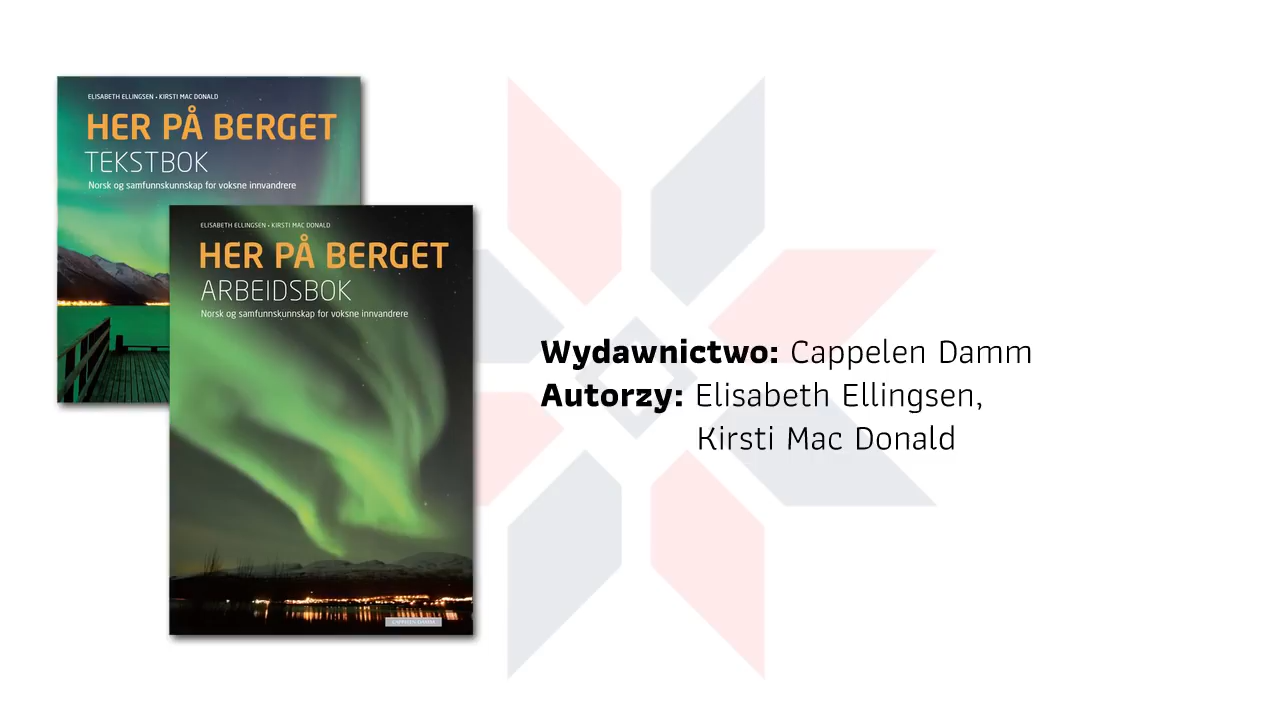 ELISABETH ELLINGSEN • KIRSTI MAC DONALD
HER PÅ BERGET
TEKSTBOK
Norsk og samfunnskunnskap for voksne innvandrere
ELISABETH ELLINGSEN • KIRSTI MAC DONALD
HER PÅ BERGET
ARBEIDSBOK
Norsk og samfunnskunnskap for voksne innvandrere
CAPPELEN DAMM
Wydawnictwo: Cappelen Damm
Autorzy: Elisabeth Ellingsen,
Kirsti Mac Donald